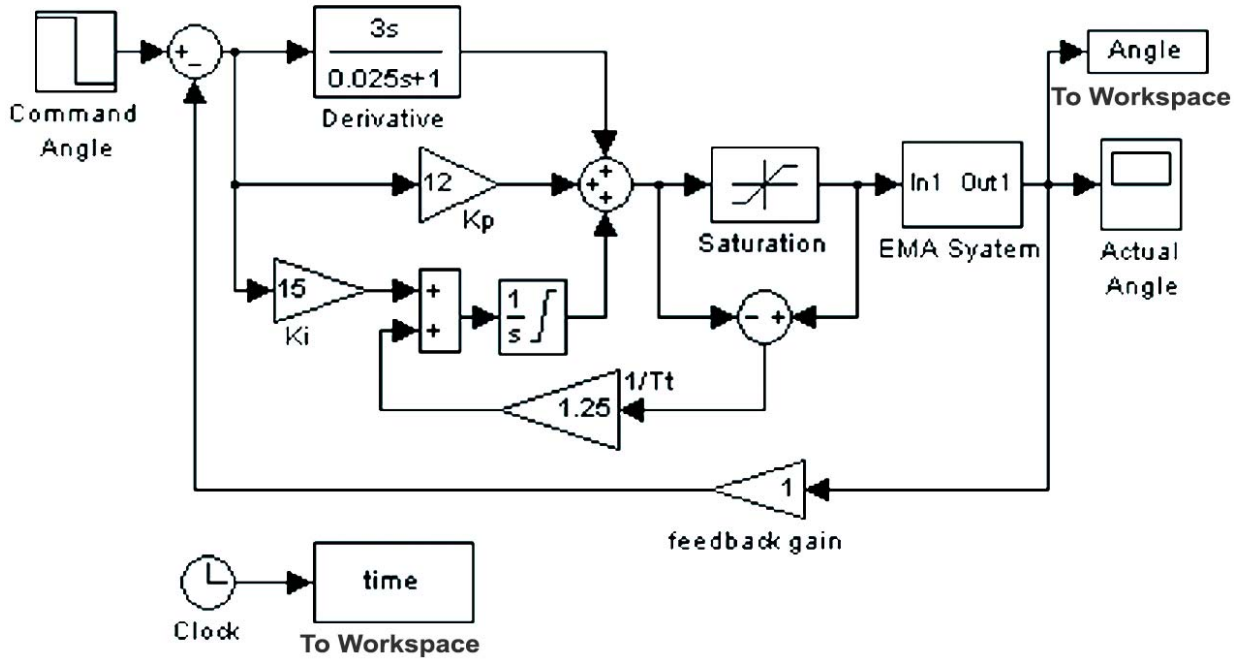 Command
Angle
+
−
3s
0.025s+1
Derivative
12
Kp
15
Ki
+
+
1
s
+
+
+
Saturation
In1 Out1
EMA Syatem
Angle
To Workspace
Actual
Angle
− +
1/Tt
1.25
1
feedback gain
Clock
time
To Workspace